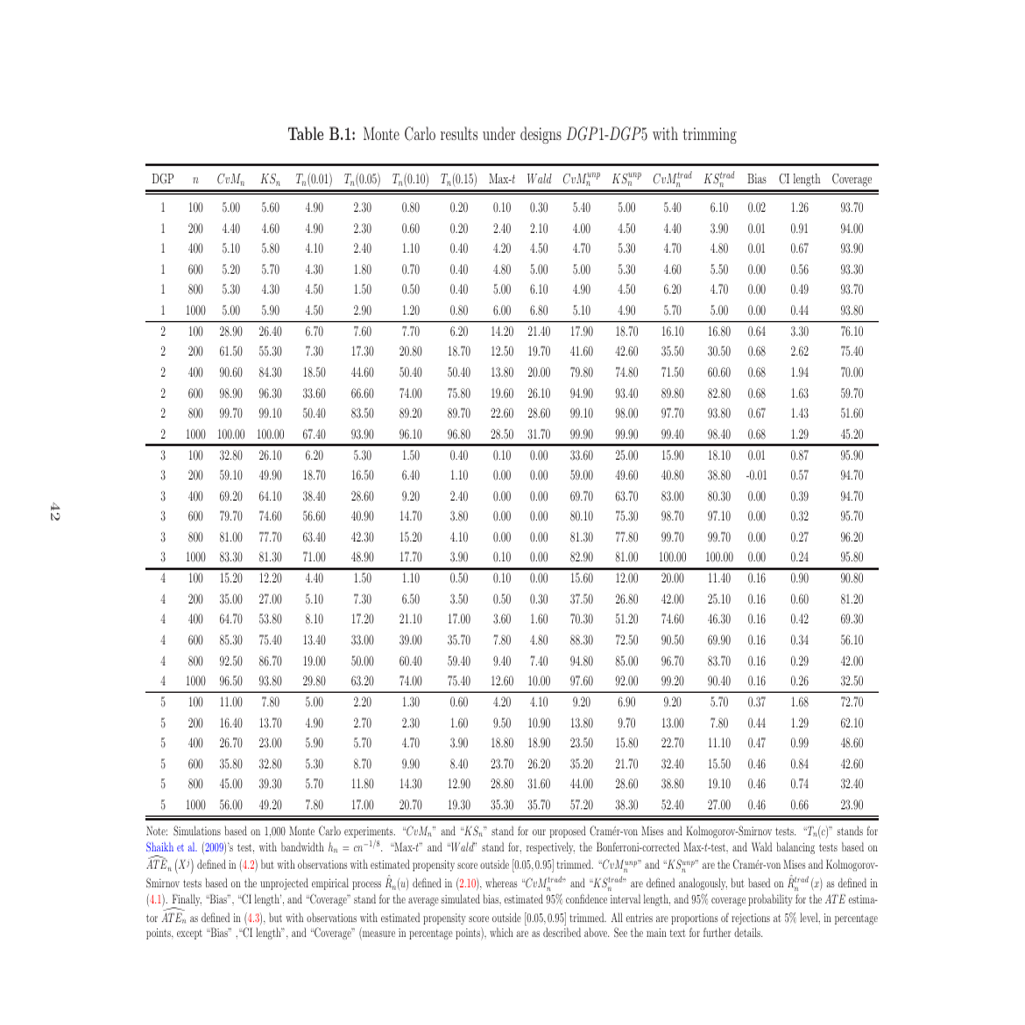 Table B.1: Monte Carlo results under designs DGP1-DGP5 with trimming
DGP n CvMₙ KSₙ Tₙ(0.01) Tₙ(0.05) Tₙ(0.10) Tₙ(0.15) Max-t Wald CvMₙᵘⁿᵖ KSₙᵘⁿᵖ CvMₙᵗʳᵃᵈ KSₙᵗʳᵃᵈ Bias CI length Coverage
1 100 5.00 5.60 4.90 2.30 0.80 0.20 0.10 0.30 5.40 5.00 5.40 6.10 0.02 1.26 93.70
1 200 4.40 4.60 4.90 2.30 0.60 0.20 2.40 2.10 4.00 4.50 4.40 3.90 0.01 0.91 94.00
1 400 5.10 5.80 4.10 2.40 1.10 0.40 4.20 4.50 4.70 5.30 4.70 4.80 0.01 0.67 93.90
1 600 5.20 5.70 4.30 1.80 0.70 0.40 4.80 5.00 5.00 5.30 4.60 5.50 0.00 0.56 93.30
1 800 5.30 4.30 4.50 1.50 0.50 0.40 5.00 6.10 4.90 4.50 6.20 4.70 0.00 0.49 93.70
1 1000 5.00 5.90 4.50 2.90 1.20 0.80 6.00 6.80 5.10 4.90 5.70 5.00 0.00 0.44 93.80
2 100 28.90 26.40 6.70 7.60 7.70 6.20 14.20 21.40 17.90 18.70 16.10 16.80 0.64 3.30 76.10
2 200 61.50 55.30 7.30 17.30 20.80 18.70 12.50 19.70 41.60 42.60 35.50 30.50 0.68 2.62 75.40
2 400 90.60 84.30 18.50 44.60 50.40 50.40 13.80 20.00 79.80 74.80 71.50 60.60 0.68 1.94 70.00
2 600 98.90 96.30 33.60 66.60 74.00 75.80 19.60 26.10 94.90 93.40 89.80 82.80 0.68 1.63 59.70
2 800 99.70 99.10 50.40 83.50 89.20 89.70 22.60 28.60 99.10 98.00 97.70 93.80 0.67 1.43 51.60
2 1000 100.00 100.00 67.40 93.90 96.10 96.80 28.50 31.70 99.90 99.90 99.40 98.40 0.68 1.29 45.20
3 100 32.80 26.10 6.20 5.30 1.50 0.40 0.10 0.00 33.60 25.00 15.90 18.10 0.01 0.87 95.90
3 200 59.10 49.90 18.70 16.50 6.40 1.10 0.00 0.00 59.00 49.60 40.80 38.80 -0.01 0.57 94.70
3 400 69.20 64.10 38.40 28.60 9.20 2.40 0.00 0.00 69.70 63.70 83.00 80.30 0.00 0.39 94.70
3 600 79.70 74.60 56.60 40.90 14.70 3.80 0.00 0.00 80.10 75.30 98.70 97.10 0.00 0.32 95.70
3 800 81.00 77.70 63.40 42.30 15.20 4.10 0.00 0.00 81.30 77.80 99.70 99.70 0.00 0.27 96.20
3 1000 83.30 81.30 71.00 48.90 17.70 3.90 0.10 0.00 82.90 81.00 100.00 100.00 0.00 0.24 95.80
4 100 15.20 12.20 4.40 1.50 1.10 0.50 0.10 0.00 15.60 12.00 20.00 11.40 0.16 0.90 90.80
4 200 35.00 27.00 5.10 7.30 6.50 3.50 0.50 0.30 37.50 26.80 42.00 25.10 0.16 0.60 81.20
4 400 64.70 53.80 8.10 17.20 21.10 17.00 3.60 1.60 70.30 51.20 74.60 46.30 0.16 0.42 69.30
4 600 85.30 75.40 13.40 33.00 39.00 35.70 7.80 4.80 88.30 72.50 90.50 69.90 0.16 0.34 56.10
4 800 92.50 86.70 19.00 50.00 60.40 59.40 9.40 7.40 94.80 85.00 96.70 83.70 0.16 0.29 42.00
4 1000 96.50 93.80 29.80 63.20 74.00 75.40 12.60 10.00 97.60 92.00 99.20 90.40 0.16 0.26 32.50
5 100 11.00 7.80 5.00 2.20 1.30 0.60 4.20 4.10 9.20 6.90 9.20 5.70 0.37 1.68 72.70
5 200 16.40 13.70 4.90 2.70 2.30 1.60 9.50 10.90 13.80 9.70 13.00 7.80 0.44 1.29 62.10
5 400 26.70 23.00 5.90 5.70 4.70 3.90 18.80 18.90 23.50 15.80 22.70 11.10 0.47 0.99 48.60
5 600 35.80 32.80 5.30 8.70 9.90 8.40 23.70 26.20 35.20 21.70 32.40 15.50 0.46 0.84 42.60
5 800 45.00 39.30 5.70 11.80 14.30 12.90 28.80 31.60 44.00 28.60 38.80 19.10 0.46 0.74 32.40
5 1000 56.00 49.20 7.80 17.00 20.70 19.30 35.30 35.70 57.20 38.30 52.40 27.00 0.46 0.66 23.90
Note: Simulations based on 1,000 Monte Carlo experiments. “CvMₙ” and “KSₙ” stand for our proposed Cramér-von Mises and Kolmogorov-Smirnov tests. “Tₙ(c)” stands for
Shaikh et al. (2009)’s test, with bandwidth hₙ = cn⁻¹/⁸. “Max-t” and “Wald” stand for, respectively, the Bonferroni-corrected Max-t-test, and Wald balancing tests based on
ÂTEₙ (Xʲ) defined in (4.2) but with observations with estimated propensity score outside [0.05, 0.95] trimmed. “CvMₙᵘⁿᵖ” and “KSₙᵘⁿᵖ” are the Cramér-von Mises and Kolmogorov-
Smirnov tests based on the unprojected empirical process R̂ₙ(u) defined in (2.10), whereas “CvMₙᵗʳᵃᵈ” and “KSₙᵗʳᵃᵈ” are defined analogously, but based on R̂ₙᵗʳᵃᵈ (x) as defined in
(4.1). Finally, “Bias”, “CI length’, and “Coverage” stand for the average simulated bias, estimated 95% confidence interval length, and 95% coverage probability for the ATE estima-
tor ÂTEₙ as defined in (4.3), but with observations with estimated propensity score outside [0.05, 0.95] trimmed. All entries are proportions of rejections at 5% level, in percentage
points, except “Bias” ,“CI length”, and “Coverage” (measure in percentage points), which are as described above. See the main text for further details.
42